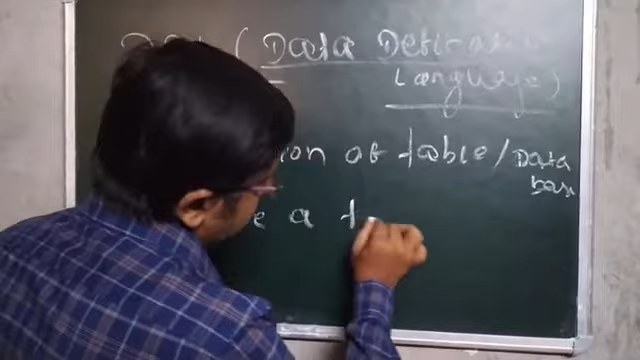 (Data Definition
Language)
ion of table/Data
base
e a t